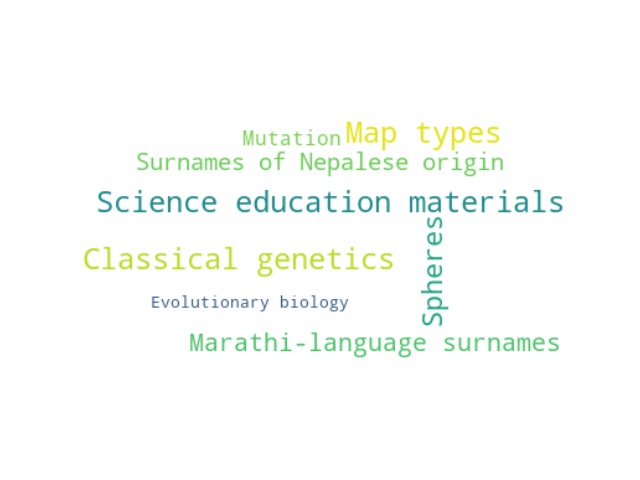 Mutation
Map types
Surnames of Nepalese origin
Science education materials
Spheres
Classical genetics
Evolutionary biology
Marathi-language surnames